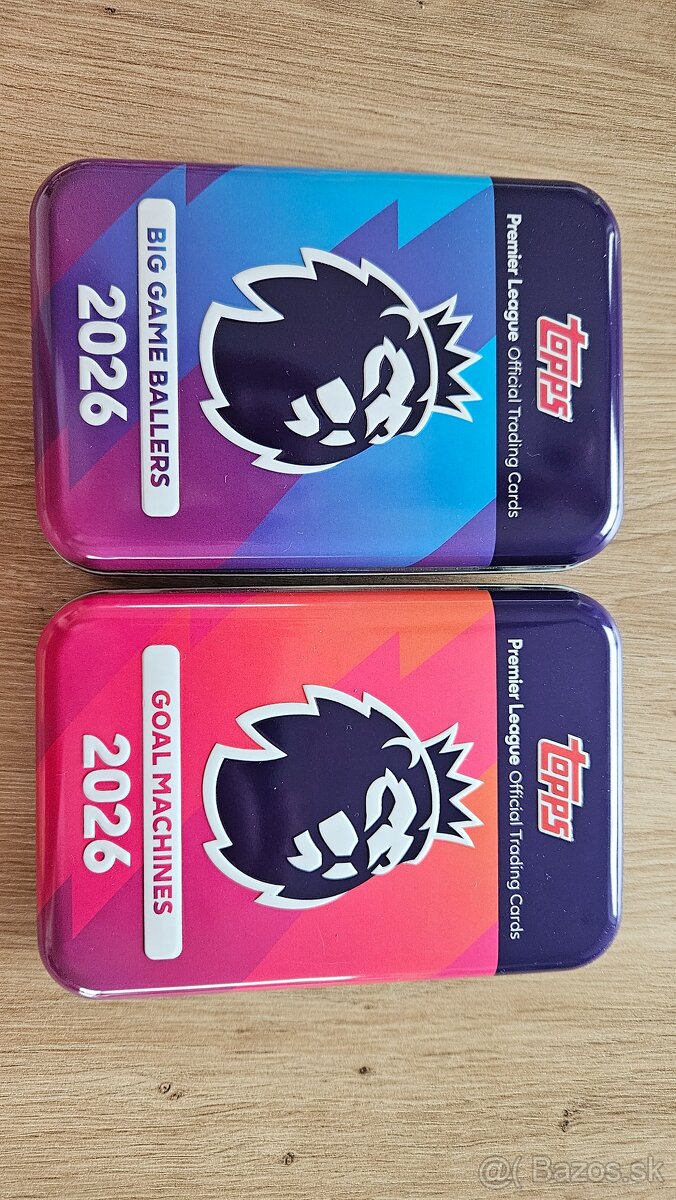 topps
Premier League Official Trading Cards
BIG GAME BALLERS
2026
topps
Premier League Official Trading Cards
GOAL MACHINES
2026
@( Bazos.sk